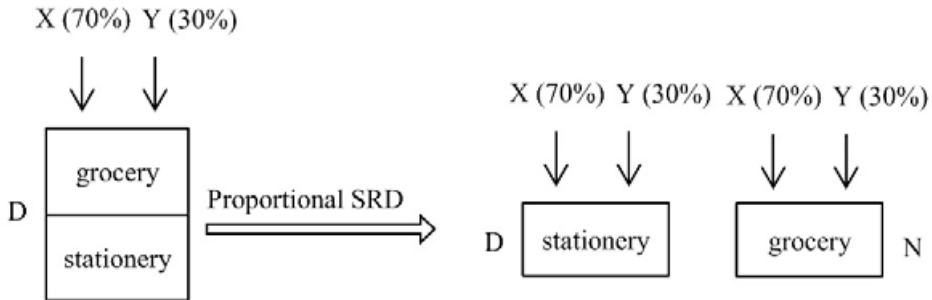 X (70%) Y (30%)
grocery
D
stationery
Proportional SRD
X (70%) Y (30%) X (70%) Y (30%)
D stationery grocery N